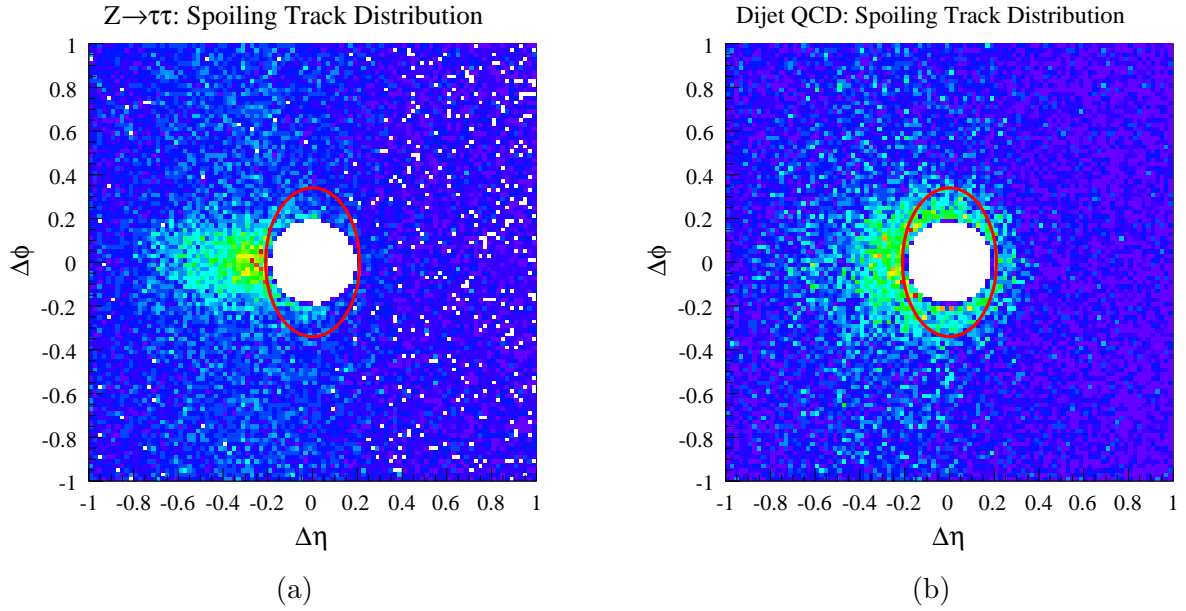 Z→ττ: Spoiling Track Distribution
1
0.8
0.6
0.4
0.2
0
-0.2
-0.4
-0.6
-0.8
-1
Δϕ
-1 -0.8 -0.6 -0.4 -0.2 0 0.2 0.4 0.6 0.8 1
Δη
(a)
Dijet QCD: Spoiling Track Distribution
1
0.8
0.6
0.4
0.2
0
-0.2
-0.4
-0.6
-0.8
-1
Δϕ
-1 -0.8 -0.6 -0.4 -0.2 0 0.2 0.4 0.6 0.8 1
Δη
(b)